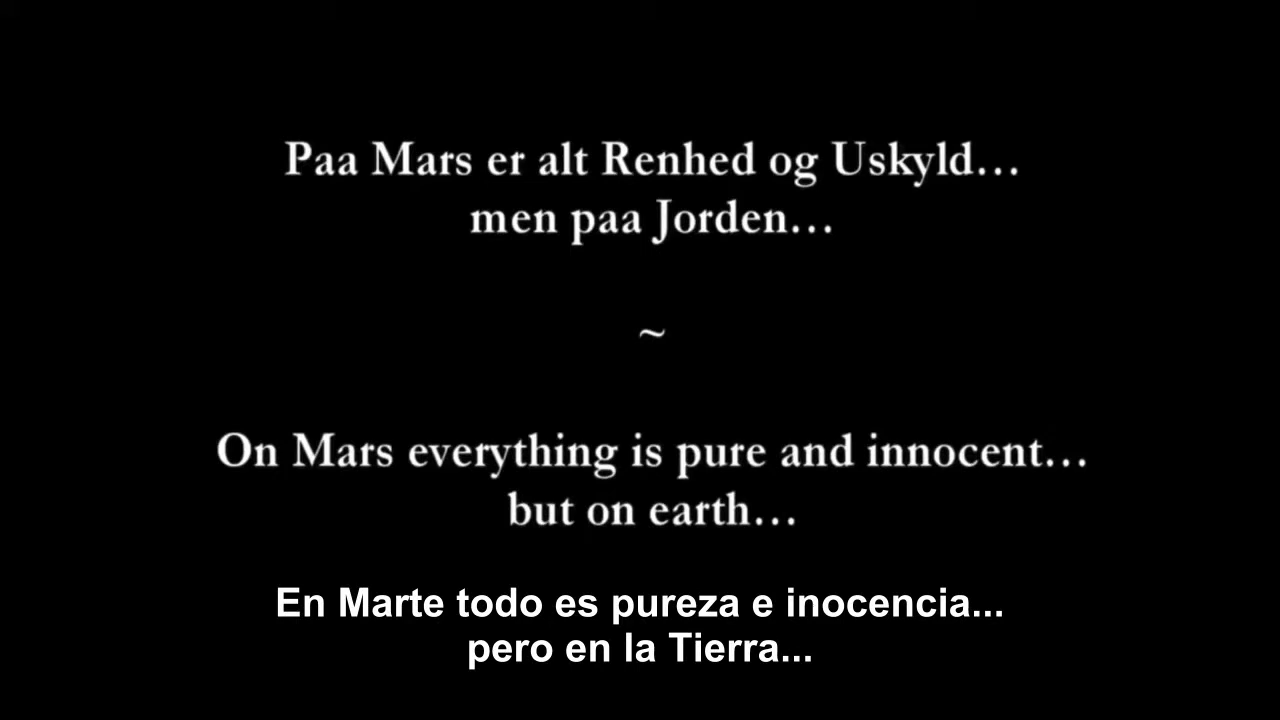 Paa Mars er alt Renhed og Uskyld...
men paa Jorden...
~
On Mars everything is pure and innocent...
but on earth...
En Marte todo es pureza e inocencia...
pero en la Tierra...